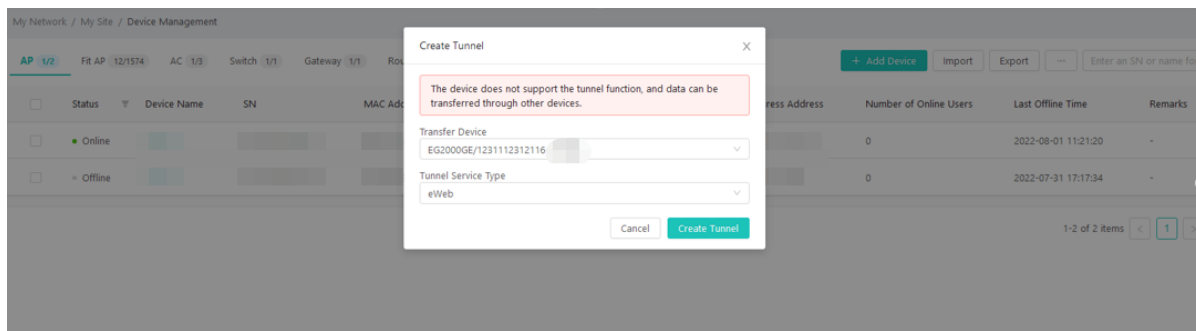 My Network / My Site / Device Management
AP 1/2 Fit AP 12/1574 AC 1/3 Switch 1/1 Gateway 1/1
+ Add Device Import Export ... Enter an SN or name fo
Status Device Name SN MAC Add Address Number of Online Users Last Offline Time Remarks
Online 0 2022-08-01 11:21:20 -
Offline 0 2022-07-31 17:17:34 -
1-2 of 2 items < 1 >
Create Tunnel
The device does not support the tunnel function, and data can be
transferred through other devices.
Transfer Device
EG2000GE/1231112312116
Tunnel Service Type
eWeb
Cancel Create Tunnel